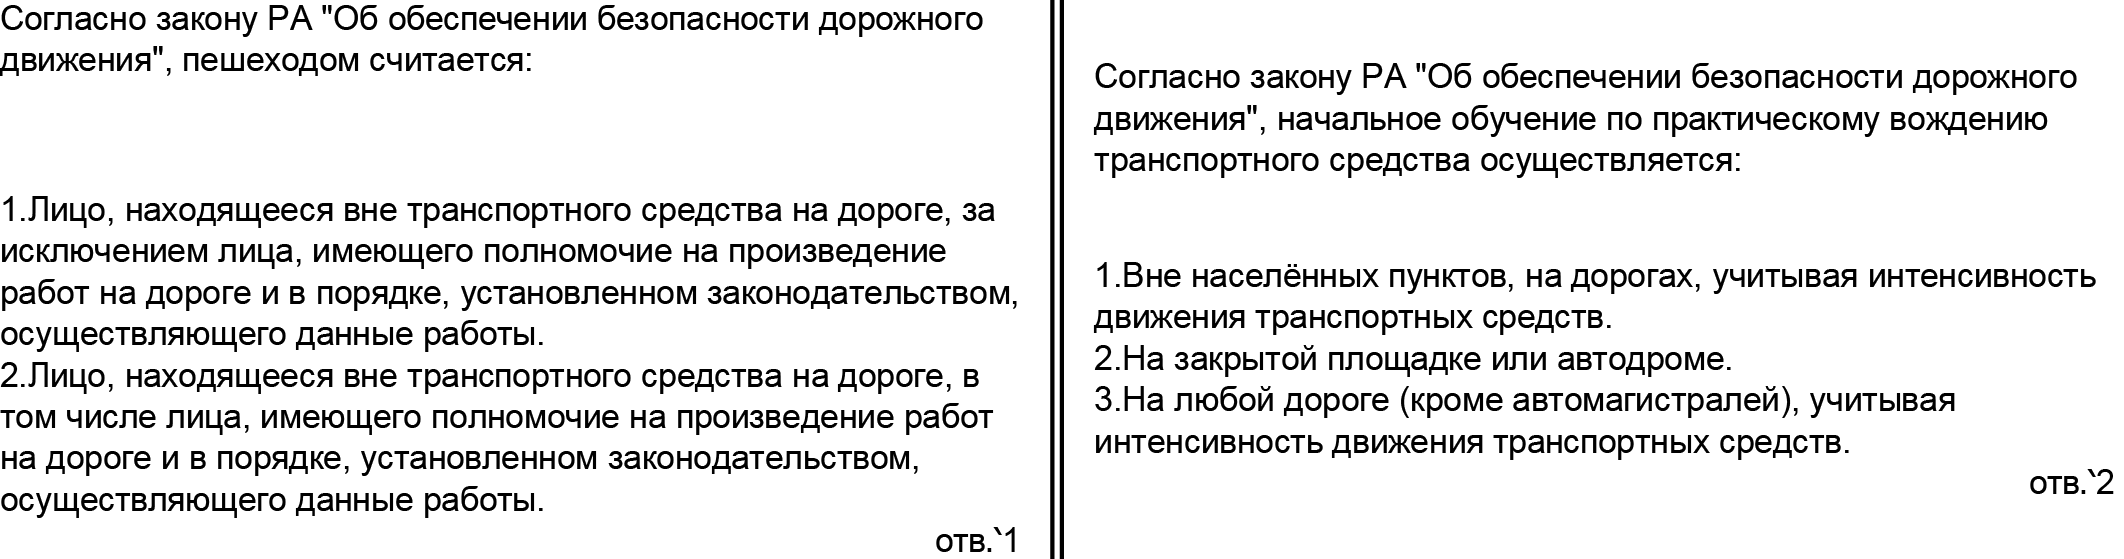 Согласно закону РА "Об обеспечении безопасности дорожного
движения", пешеходом считается:
1.Лицо, находящееся вне транспортного средства на дороге, за
исключением лица, имеющего полномочие на произведение
работ на дороге и в порядке, установленном законодательством,
осуществляющего данные работы.
2.Лицо, находящееся вне транспортного средства на дороге, в
том числе лица, имеющего полномочие на произведение работ
на дороге и в порядке, установленном законодательством,
осуществляющего данные работы.
отв.՝1
Согласно закону РА "Об обеспечении безопасности дорожного
движения", начальное обучение по практическому вождению
транспортного средства осуществляется:
1.Вне населённых пунктов, на дорогах, учитывая интенсивность
движения транспортных средств.
2.На закрытой площадке или автодроме.
3.На любой дороге (кроме автомагистралей), учитывая
интенсивность движения транспортных средств.
отв.՝2